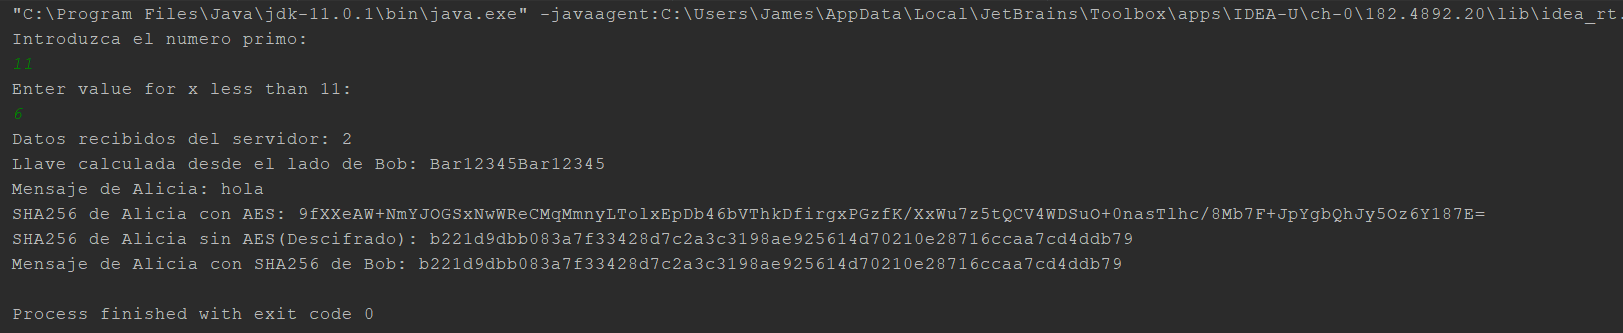 "C:\Program Files\Java\jdk-11.0.1\bin\java.exe" -javaagent:C:\Users\James\AppData\Local\JetBrains\Toolbox\apps\IDEA-U\ch-0\182.4892.20\lib\idea_rt.
Introduzca el numero primo:
11
Enter value for x less than 11:
6
Datos recibidos del servidor: 2
Llave calculada desde el lado de Bob: Bar12345Bar12345
Mensaje de Alicia: hola
SHA256 de Alicia con AES: 9fXXeAW+NmYJOGSxNwWReCMqMmnyLTolxEpDb46bVThkDfirgxPGzfK/XxWu7z5tQCV4WDSuO+0nasTlhc/8Mb7F+JpYgbQhJy5Oz6Y187E=
SHA256 de Alicia sin AES(Descifrado): b221d9dbb083a7f33428d7c2a3c3198ae925614d70210e28716ccaa7cd4ddb79
Mensaje de Alicia con SHA256 de Bob: b221d9dbb083a7f33428d7c2a3c3198ae925614d70210e28716ccaa7cd4ddb79
Process finished with exit code 0